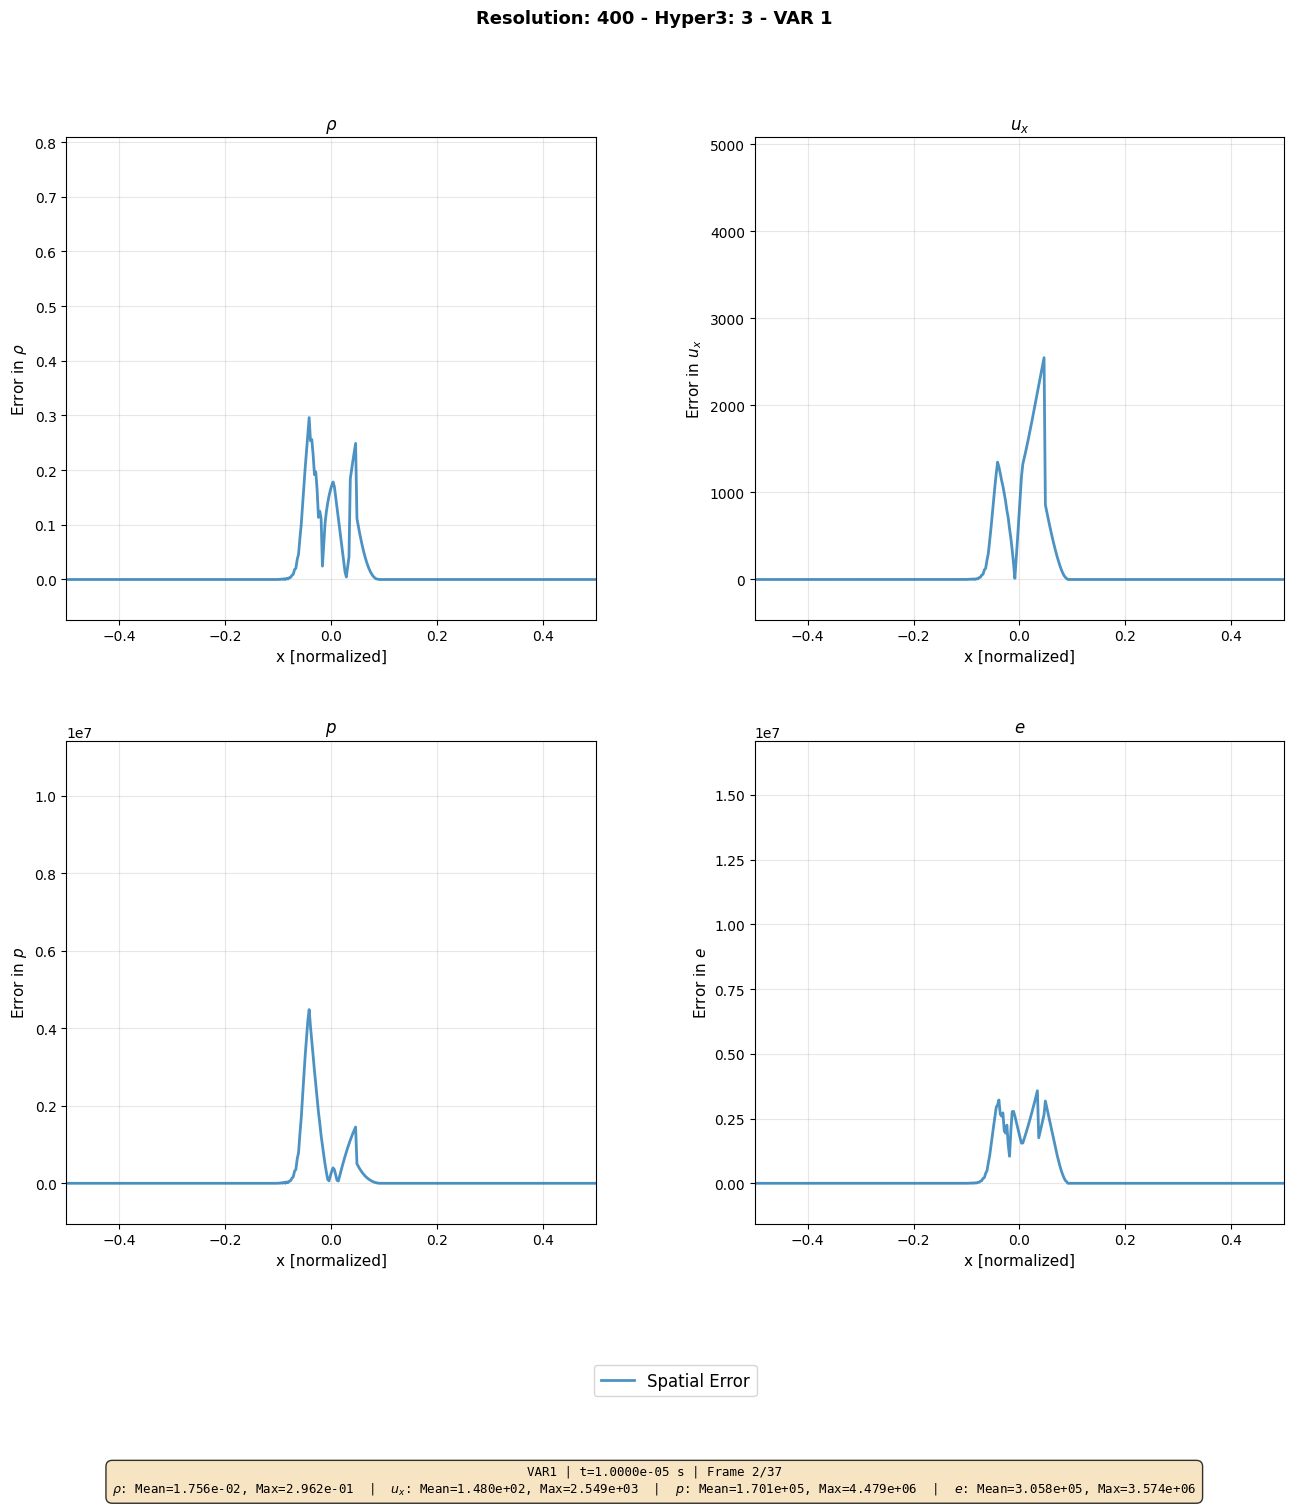 Resolution: 400 - Hyper3: 3 - VAR 1
ρ
0.8
0.7
0.6
0.5
0.4
0.3
0.2
0.1
0.0
Error in ρ
−0.4 −0.2 0.0 0.2 0.4
x [normalized]
uₓ
5000
4000
3000
2000
1000
0
Error in uₓ
−0.4 −0.2 0.0 0.2 0.4
x [normalized]
p
1e7
1.0
0.8
0.6
0.4
0.2
0.0
Error in p
−0.4 −0.2 0.0 0.2 0.4
x [normalized]
e
1e7
1.50
1.25
1.00
0.75
0.50
0.25
0.00
Error in e
−0.4 −0.2 0.0 0.2 0.4
x [normalized]
Spatial Error
VAR1 | t=1.0000e-05 s | Frame 2/37
ρ: Mean=1.756e-02, Max=2.962e-01 | uₓ: Mean=1.480e+02, Max=2.549e+03 | p: Mean=1.701e+05, Max=4.479e+06 | e: Mean=3.058e+05, Max=3.574e+06